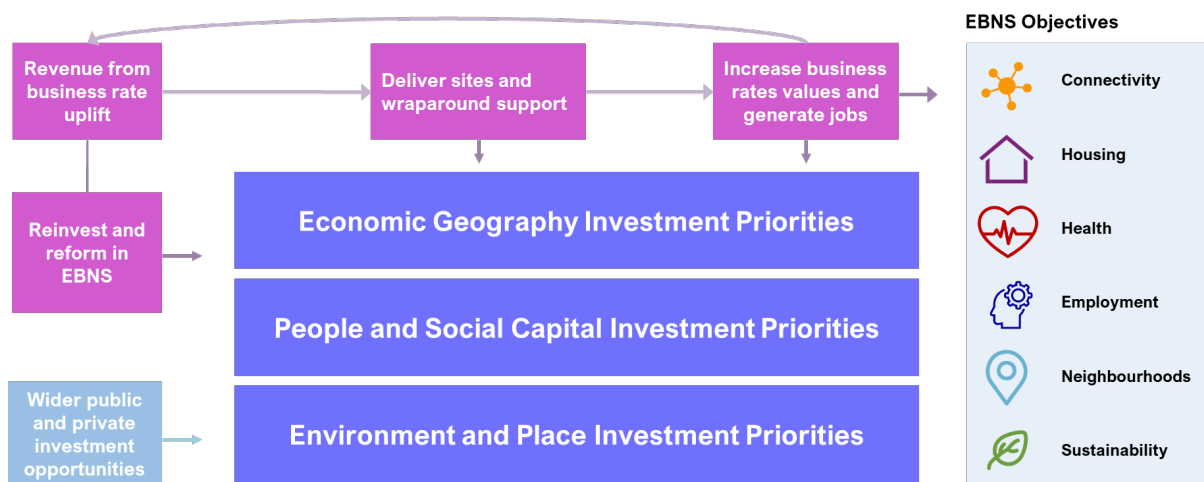 EBNS Objectives
Revenue from
business rate
uplift
Deliver sites and
wraparound support
Increase business
rates values and
generate jobs
Reinvest and
reform in
EBNS
Wider public
and private
investment
opportunities
Economic Geography Investment Priorities
People and Social Capital Investment Priorities
Environment and Place Investment Priorities
Connectivity
Housing
Health
Employment
Neighbourhoods
Sustainability